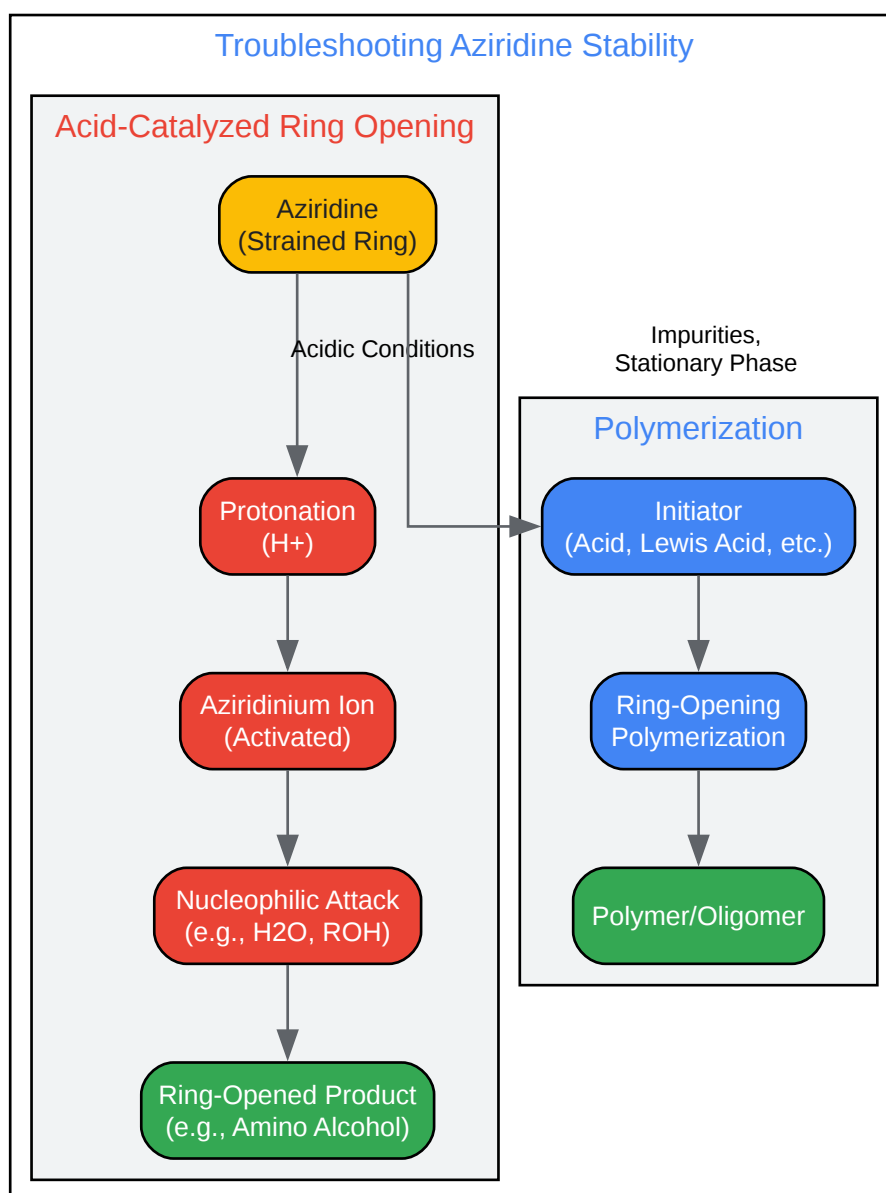 Troubleshooting Aziridine Stability
Acid-Catalyzed Ring Opening
Aziridine
(Strained Ring)
Acidic Conditions
Impurities,
Stationary Phase
Polymerization
Protonation
(H+)
Initiator
(Acid, Lewis Acid, etc.)
Aziridinium Ion
(Activated)
Ring-Opening
Polymerization
Nucleophilic Attack
(e.g., H2O, ROH)
Polymer/Oligomer
Ring-Opened Product
(e.g., Amino Alcohol)